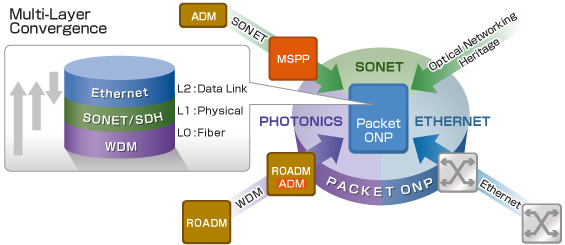 Multi-Layer
Convergence
Ethernet
SONET/SDH
WDM
L2:Data Link
L1:Physical
L0:Fiber
ADM
SONET
MSPP
Optical Networking
Heritage
SONET
PHOTONICS
ETHERNET
Packet
ONP
PACKET ONP
ROADM
ADM
WDM
ROADM
Ethernet